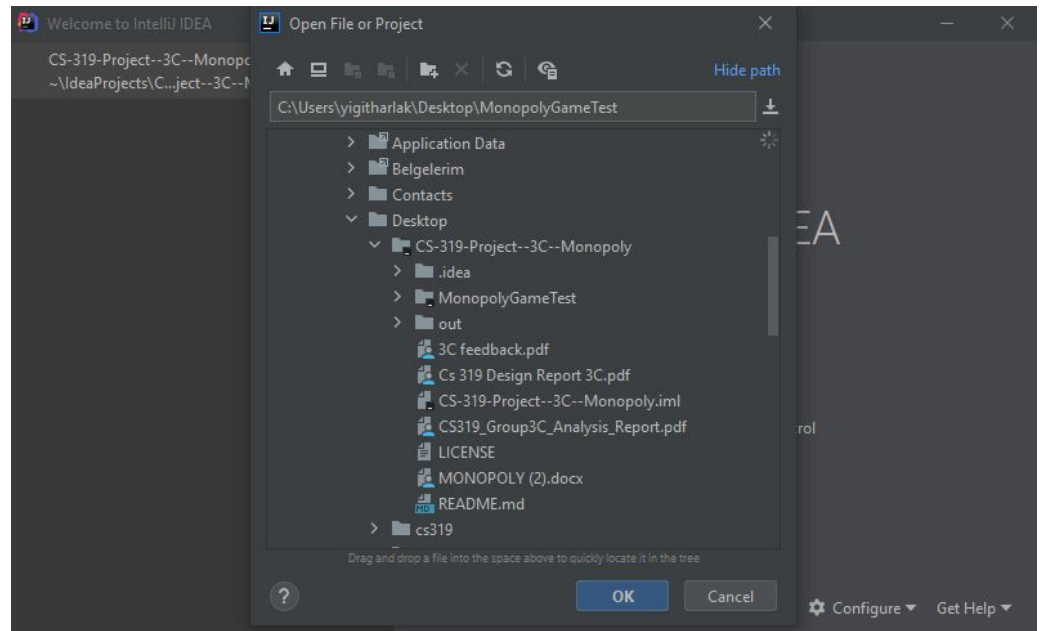 Welcome to IntelliJ IDEA
CS-319-Project--3C--Monopo
~\IdeaProjects\C...ject--3C--M
Open File or Project
Hide path
C:\Users\yigitharlak\Desktop\MonopolyGameTest
Application Data
Belgelerim
Contacts
Desktop
CS-319-Project--3C--Monopoly
.idea
MonopolyGameTest
out
3C feedback.pdf
Cs 319 Design Report 3C.pdf
CS-319-Project--3C--Monopoly.iml
CS319_Group3C_Analysis_Report.pdf
LICENSE
MONOPOLY (2).docx
MD README.md
cs319
Drag and drop a file into the space above to quickly locate it in the tree
? OK Cancel
EA
rol
Configure Get Help